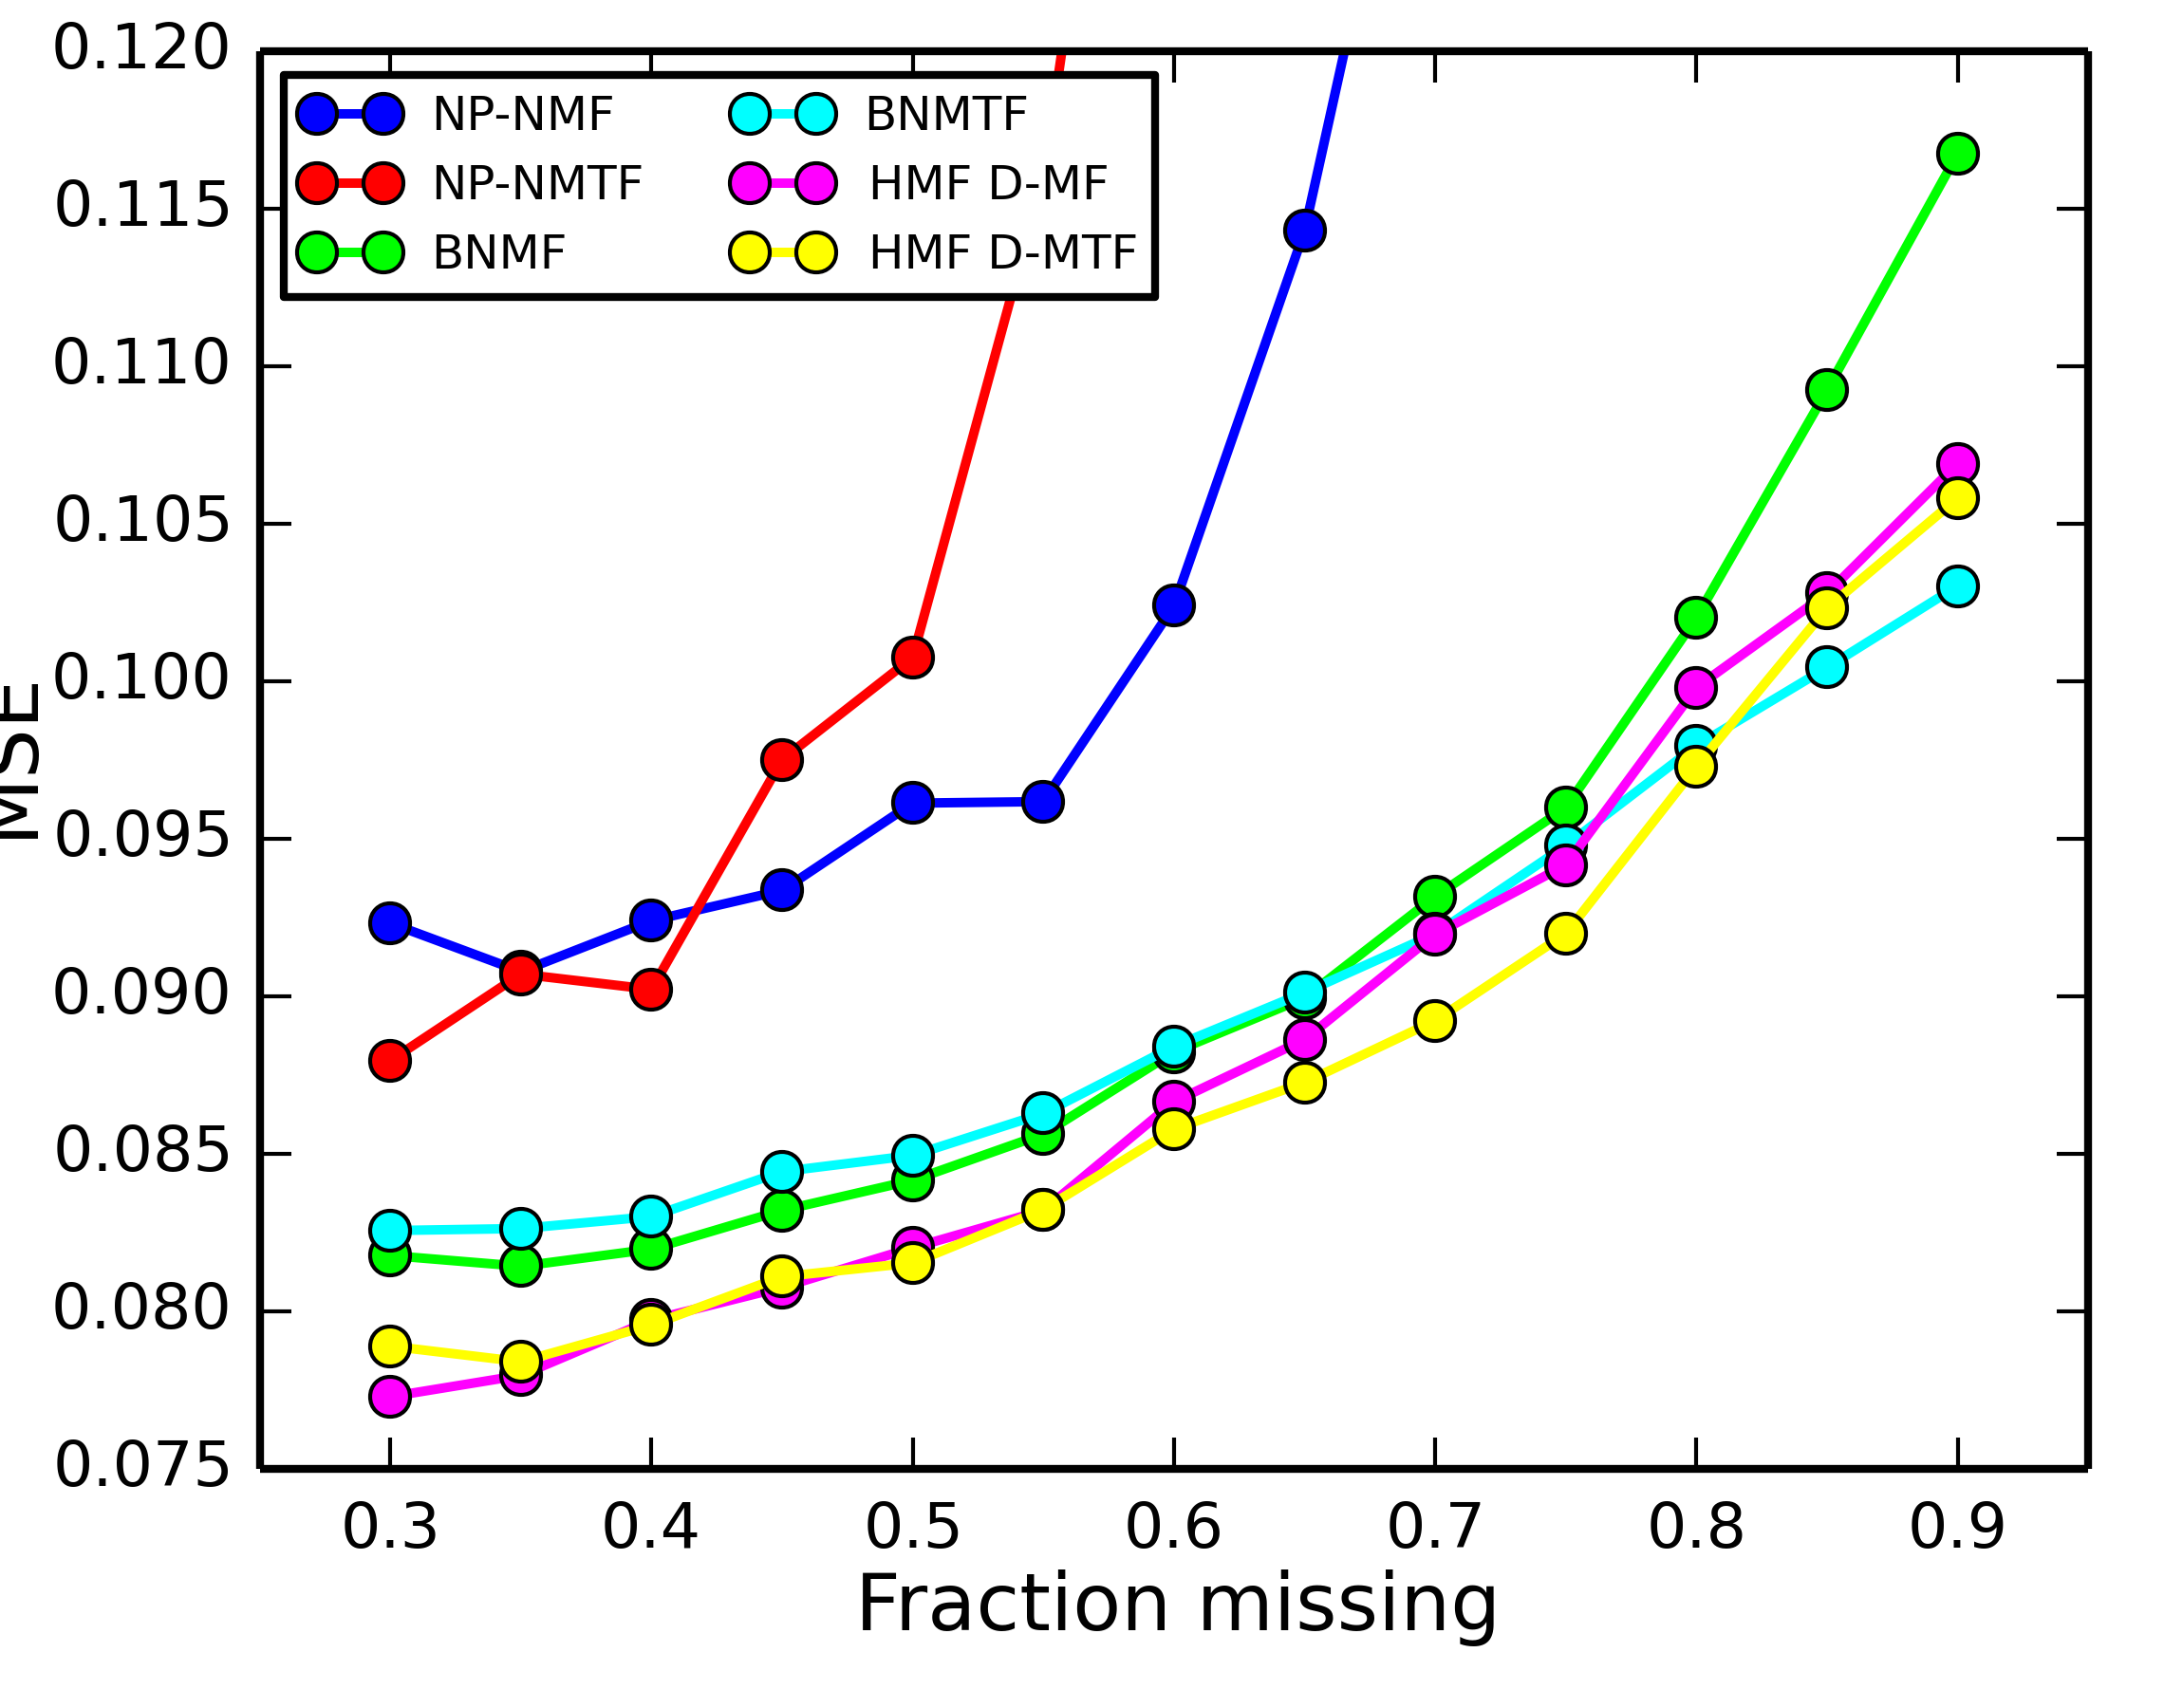 0.120
0.115
0.110
0.105
0.100
0.095
0.090
0.085
0.080
0.075
MSE
NP-NMF
NP-NMTF
BNMF
BNMTF
HMF D-MF
HMF D-MTF
0.3 0.4 0.5 0.6 0.7 0.8 0.9
Fraction missing